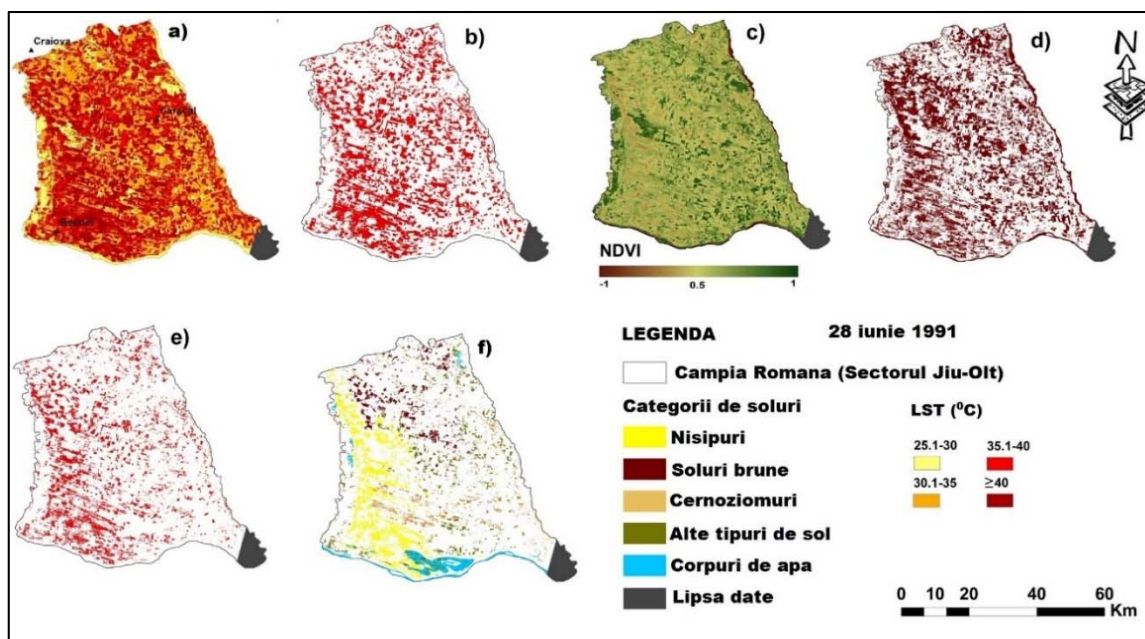 Craiova
a)
b)
c)
d)
N
Caracal
NDVI
-1
0.5
1
e)
f)
LEGENDA
28 iunie 1991
Campia Romana (Sectorul Jiu-Olt)
Categorii de soluri
LST (⁰C)
Nisipuri
25.1-30
35.1-40
Soluri brune
30.1-35
≥40
Cernoziomuri
Alte tipuri de sol
Corpuri de apa
Lipsa date
0 10 20 40 60
Km